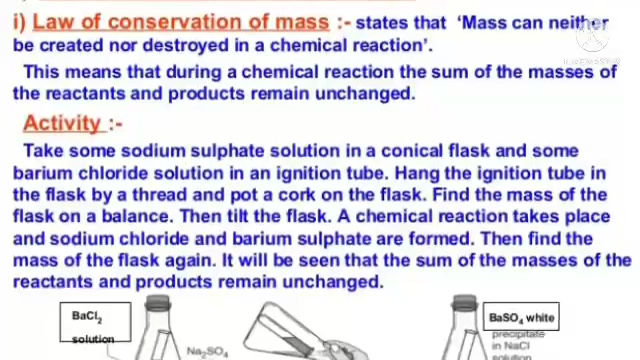 i) Law of conservation of mass :- states that ‘Mass can neither
be created nor destroyed in a chemical reaction’.
This means that during a chemical reaction the sum of the masses of
the reactants and products remain unchanged.
Activity :-
Take some sodium sulphate solution in a conical flask and some
barium chloride solution in an ignition tube. Hang the ignition tube in
the flask by a thread and pot a cork on the flask. Find the mass of the
flask on a balance. Then tilt the flask. A chemical reaction takes place
and sodium chloride and barium sulphate are formed. Then find the
mass of the flask again. It will be seen that the sum of the masses of the
reactants and products remain unchanged.
BaCl₂
solution
Na₂SO₄
BaSO₄ white
precipitate
in NaCl
solution